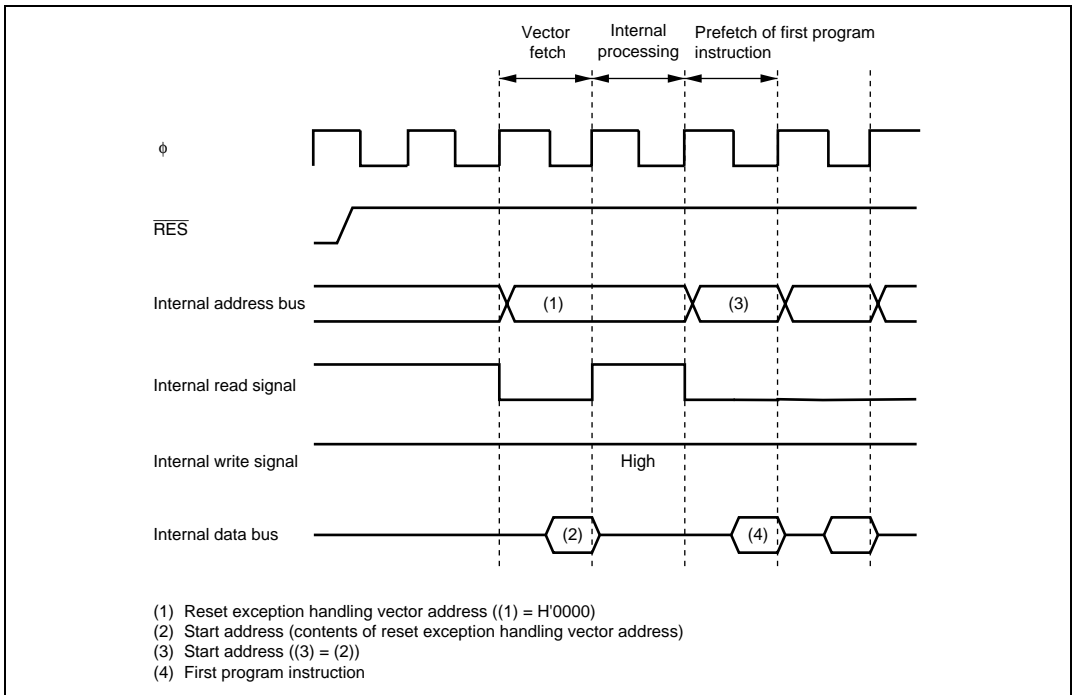 Vector fetch
Internal processing
Prefetch of first program instruction
ϕ
RES
Internal address bus
(1)
(3)
Internal read signal
Internal write signal
High
Internal data bus
(2)
(4)
(1) Reset exception handling vector address ((1) = H'0000)
(2) Start address (contents of reset exception handling vector address)
(3) Start address ((3) = (2))
(4) First program instruction